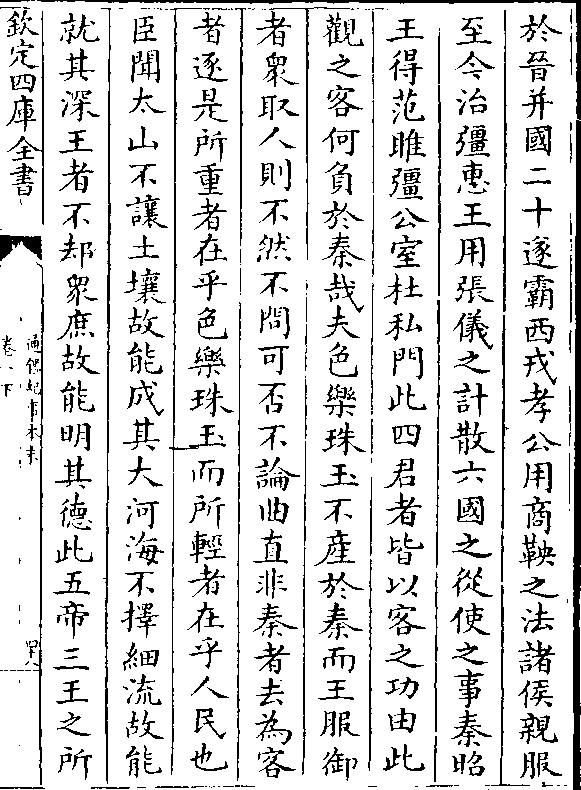 於晉并國二十遂霸西戎孝公用商鞅之法諸侯親服
至今治彊惠王用張儀之計散六國之從使之事秦昭
王得范雎彊公室杜私門此四君者皆以客之功由此
觀之客何負於秦哉夫色樂珠玉不產於秦而王服御
者衆取人則不然不問可否不論曲直非秦者去為客
者逐是所重者在乎色樂珠玉而所輕者在乎人民也
臣聞太山不讓土壤故能成其大河海不擇細流故能
就其深王者不却衆庶故能明其德此五帝三王之所
欽定四庫全書
通鑑紀事本末
卷一下
四八